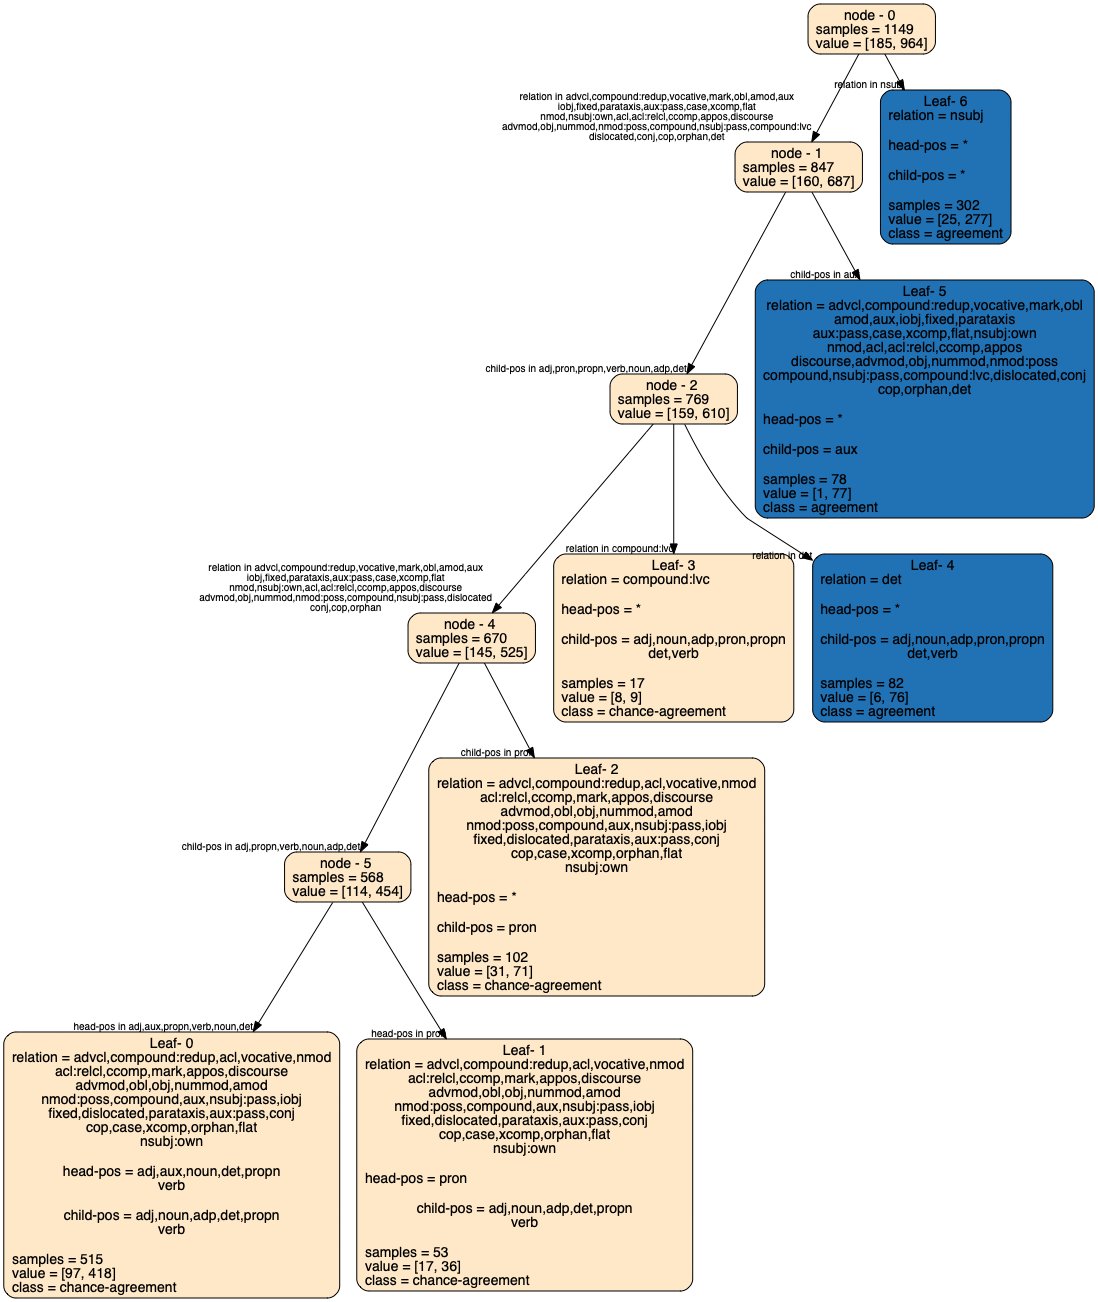 node - 0
samples = 1149
value = [185, 964]
relation in nsubj
Leaf- 6
relation = nsubj
head-pos = *
child-pos = *
samples = 302
value = [25, 277]
class = agreement
relation in advcl,compound:redup,vocative,mark,obl,amod,aux
iobj,fixed,parataxis,aux:pass,case,xcomp,flat
nmod,nsubj:own,acl,acl:relcl,ccomp,appos,discourse
advmod,obj,nummod,nmod:poss,compound,nsubj:pass,compound:lvc
dislocated,conj,cop,orphan,det
node - 1
samples = 847
value = [160, 687]
child-pos in aux
Leaf- 5
relation = advcl,compound:redup,vocative,mark,obl
amod,aux,iobj,fixed,parataxis
aux:pass,case,xcomp,flat,nsubj:own
nmod,acl,acl:relcl,ccomp,appos
discourse,advmod,obj,nummod,nmod:poss
compound,nsubj:pass,compound:lvc,dislocated,conj
cop,orphan,det
head-pos = *
child-pos = aux
samples = 78
value = [1, 77]
class = agreement
child-pos in adj,pron,propn,verb,noun,adp,det
node - 2
samples = 769
value = [159, 610]
relation in compound:lvc
Leaf- 3
relation = compound:lvc
head-pos = *
child-pos = adj,noun,adp,pron,propn
det,verb
samples = 17
value = [8, 9]
class = chance-agreement
relation in det
Leaf- 4
relation = det
head-pos = *
child-pos = adj,noun,adp,pron,propn
det,verb
samples = 82
value = [6, 76]
class = agreement
relation in advcl,compound:redup,vocative,mark,obl,amod,aux
iobj,fixed,parataxis,aux:pass,case,xcomp,flat
nmod,nsubj:own,acl,acl:relcl,ccomp,appos,discourse
advmod,obj,nummod,nmod:poss,compound,nsubj:pass,dislocated
conj,cop,orphan
node - 4
samples = 670
value = [145, 525]
child-pos in pron
Leaf- 2
relation = advcl,compound:redup,acl,vocative,nmod
acl:relcl,ccomp,mark,appos,discourse
advmod,obl,obj,nummod,amod
nmod:poss,compound,aux,nsubj:pass,iobj
fixed,dislocated,parataxis,aux:pass,conj
cop,case,xcomp,orphan,flat
nsubj:own
head-pos = *
child-pos = pron
samples = 102
value = [31, 71]
class = chance-agreement
child-pos in adj,propn,verb,noun,adp,det
node - 5
samples = 568
value = [114, 454]
head-pos in adj,aux,propn,verb,noun,det
Leaf- 0
relation = advcl,compound:redup,acl,vocative,nmod
acl:relcl,ccomp,mark,appos,discourse
advmod,obl,obj,nummod,amod
nmod:poss,compound,aux,nsubj:pass,iobj
fixed,dislocated,parataxis,aux:pass,conj
cop,case,xcomp,orphan,flat
nsubj:own
head-pos = adj,aux,noun,det,propn
verb
child-pos = adj,noun,adp,det,propn
verb
samples = 515
value = [97, 418]
class = chance-agreement
head-pos in pron
Leaf- 1
relation = advcl,compound:redup,acl,vocative,nmod
acl:relcl,ccomp,mark,appos,discourse
advmod,obl,obj,nummod,amod
nmod:poss,compound,aux,nsubj:pass,iobj
fixed,dislocated,parataxis,aux:pass,conj
cop,case,xcomp,orphan,flat
nsubj:own
head-pos = pron
child-pos = adj,noun,adp,det,propn
verb
samples = 53
value = [17, 36]
class = chance-agreement